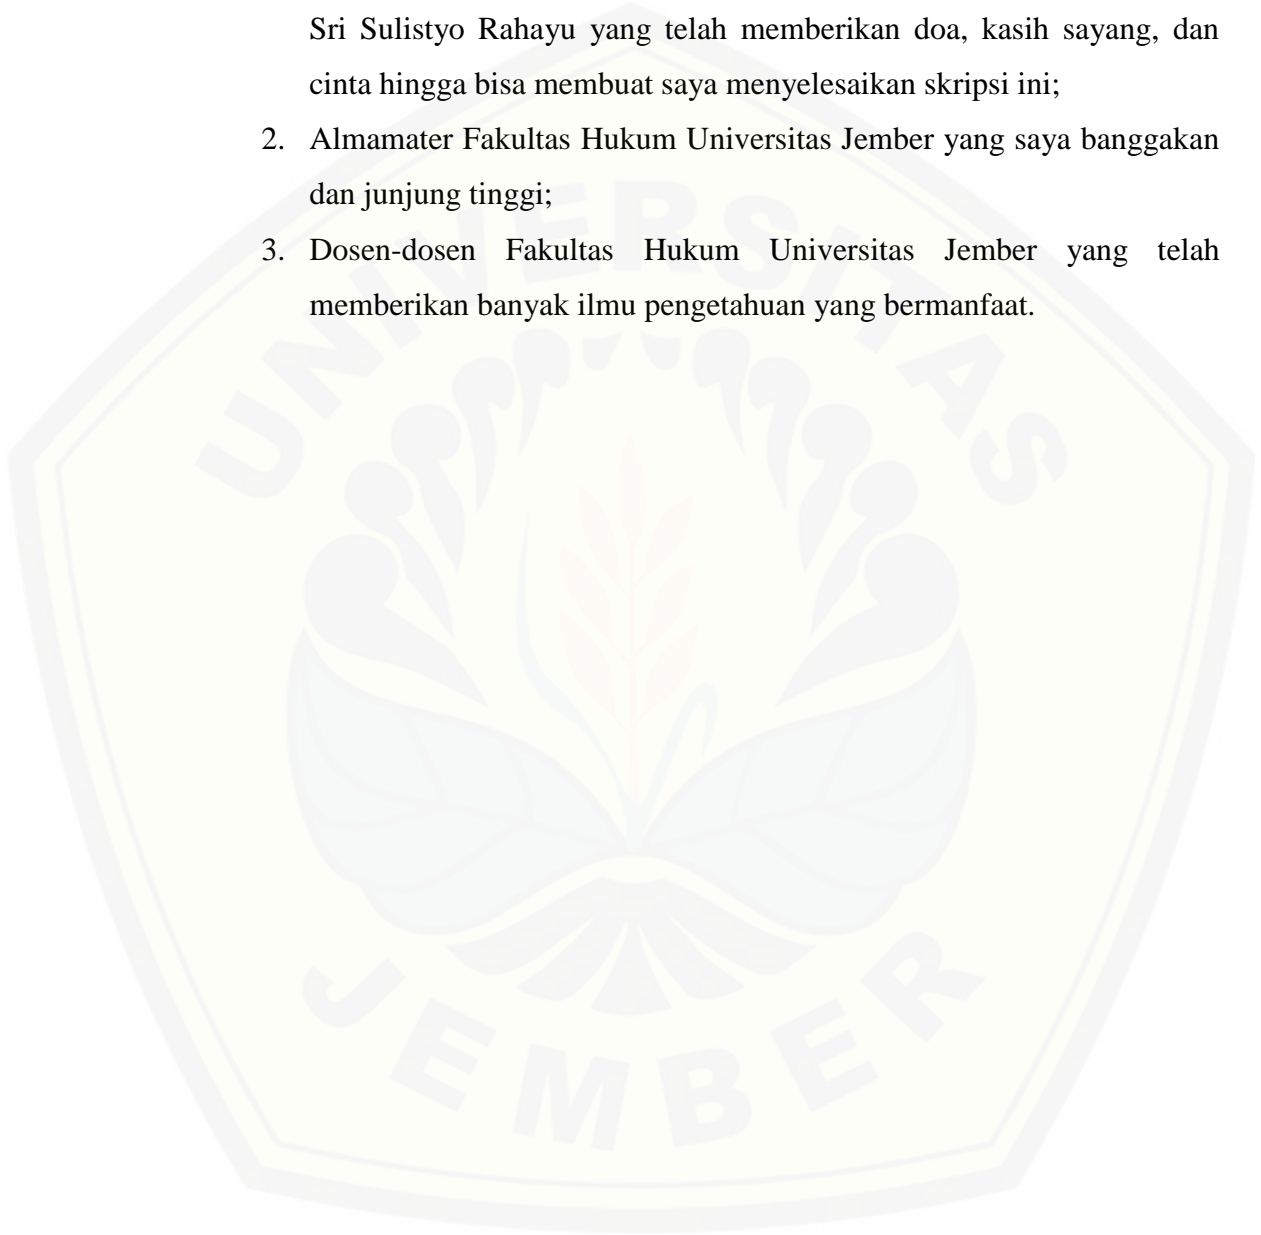 Sri Sulistyo Rahayu yang telah memberikan doa, kasih sayang, dan
cinta hingga bisa membuat saya menyelesaikan skripsi ini;
2. Almamater Fakultas Hukum Universitas Jember yang saya banggakan
dan junjung tinggi;
3. Dosen-dosen Fakultas Hukum Universitas Jember yang telah
memberikan banyak ilmu pengetahuan yang bermanfaat.
UNIVERSITAS
JEMBER